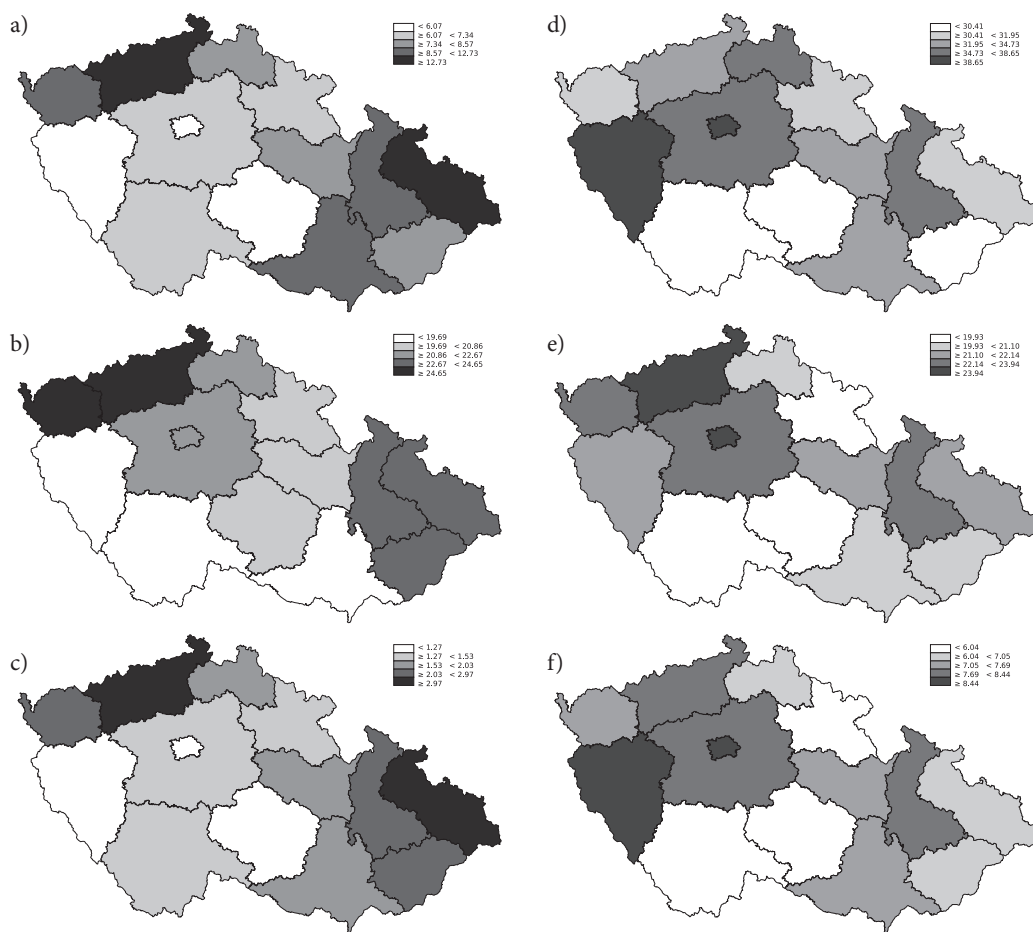 a)
< 6.07
≥ 6.07 < 7.34
≥ 7.34 < 8.57
≥ 8.57 < 12.73
≥ 12.73
d)
< 30.41
≥ 30.41 < 31.95
≥ 31.95 < 34.73
≥ 34.73 < 38.65
≥ 38.65
b)
< 19.69
≥ 19.69 < 20.86
≥ 20.86 < 22.67
≥ 22.67 < 24.65
≥ 24.65
e)
< 19.93
≥ 19.93 < 21.10
≥ 21.10 < 22.14
≥ 22.14 < 23.94
≥ 23.94
c)
< 1.27
≥ 1.27 < 1.53
≥ 1.53 < 2.03
≥ 2.03 < 2.97
≥ 2.97
f)
< 6.04
≥ 6.04 < 7.05
≥ 7.05 < 7.69
≥ 7.69 < 8.44
≥ 8.44